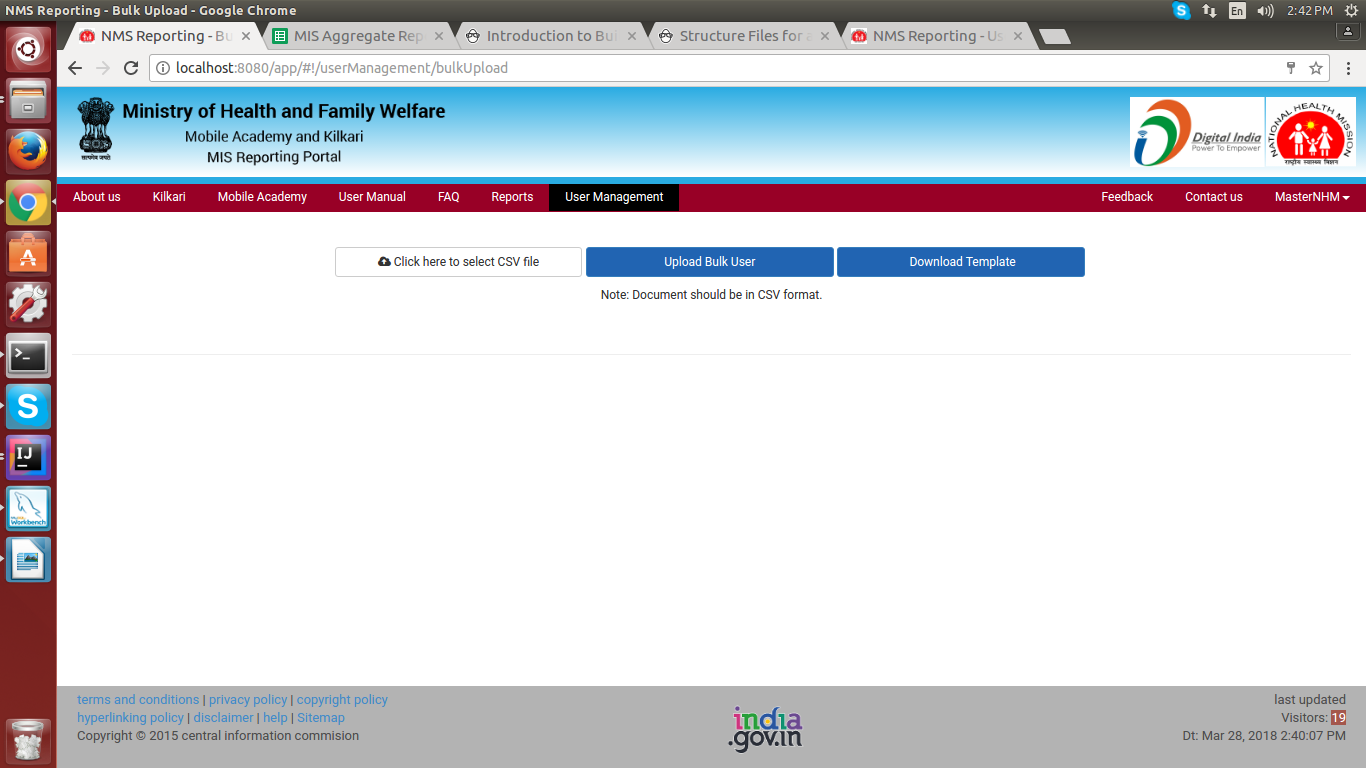 NMS Reporting - Bulk Upload - Google Chrome
En
2:42 PM
NMS Reporting - Bu
MIS Aggregate Rep
Introduction to Bul
Structure Files for a
NMS Reporting - Us
localhost:8080/app/#!/userManagement/bulkUpload
Ministry of Health and Family Welfare
Mobile Academy and Kilkari
MIS Reporting Portal
सत्यमेव जयते
Digital India
Power To Empower
NATIONAL HEALTH MISSION
राष्ट्रीय स्वास्थ्य मिशन
About us
Kilkari
Mobile Academy
User Manual
FAQ
Reports
User Management
Feedback
Contact us
MasterNHM
Click here to select CSV file
Upload Bulk User
Download Template
Note: Document should be in CSV format.
IJ
Workbench
terms and conditions | privacy policy | copyright policy
hyperlinking policy | disclaimer | help | Sitemap
Copyright © 2015 central information commision
india
.gov.in
last updated
Visitors: 19
Dt: Mar 28, 2018 2:40:07 PM